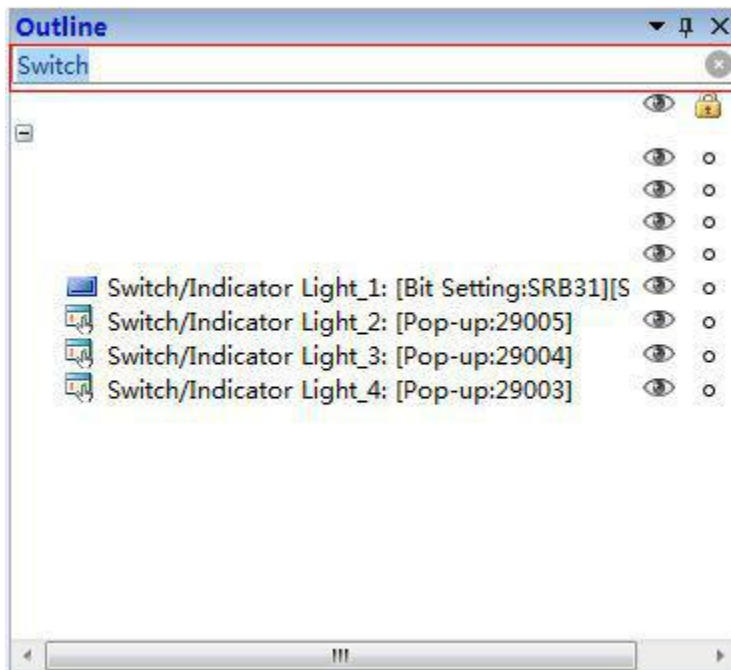 Outline
Switch
Switch/Indicator Light_1: [Bit Setting:SRB31][S
Switch/Indicator Light_2: [Pop-up:29005]
Switch/Indicator Light_3: [Pop-up:29004]
Switch/Indicator Light_4: [Pop-up:29003]